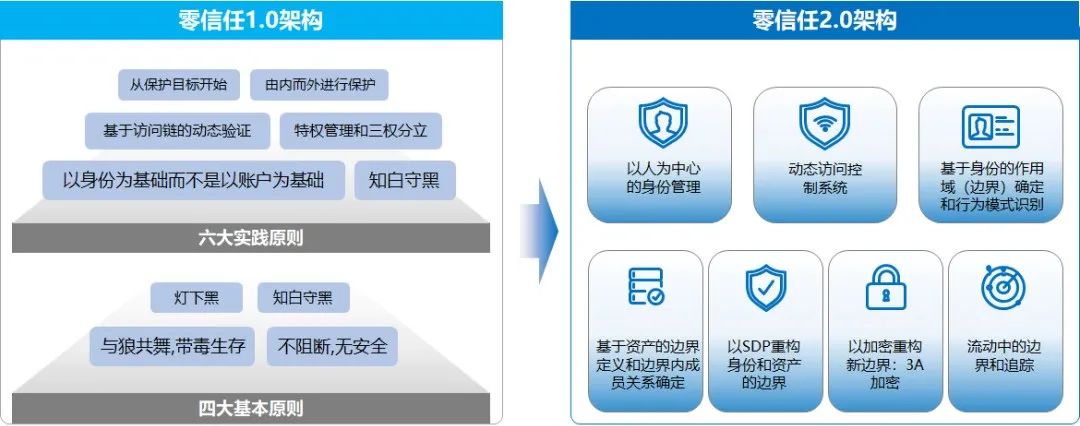 零信任1.0架构
从保护目标开始
由内而外进行保护
基于访问链的动态验证
特权管理和三权分立
以身份为基础而不是以账户为基础
知白守黑
六大实践原则
灯下黑
知白守黑
与狼共舞,带毒生存
不阻断,无安全
四大基本原则
零信任2.0架构
以人为中心
的身份管理
动态访问控
制系统
基于身份的作用
域（边界）确定
和行为模式识别
基于资产的边界
定义和边界内成
员关系确定
以SDP重构
身份和资产
的边界
以加密重构
新边界：3A
加密
流动中的边
界和追踪